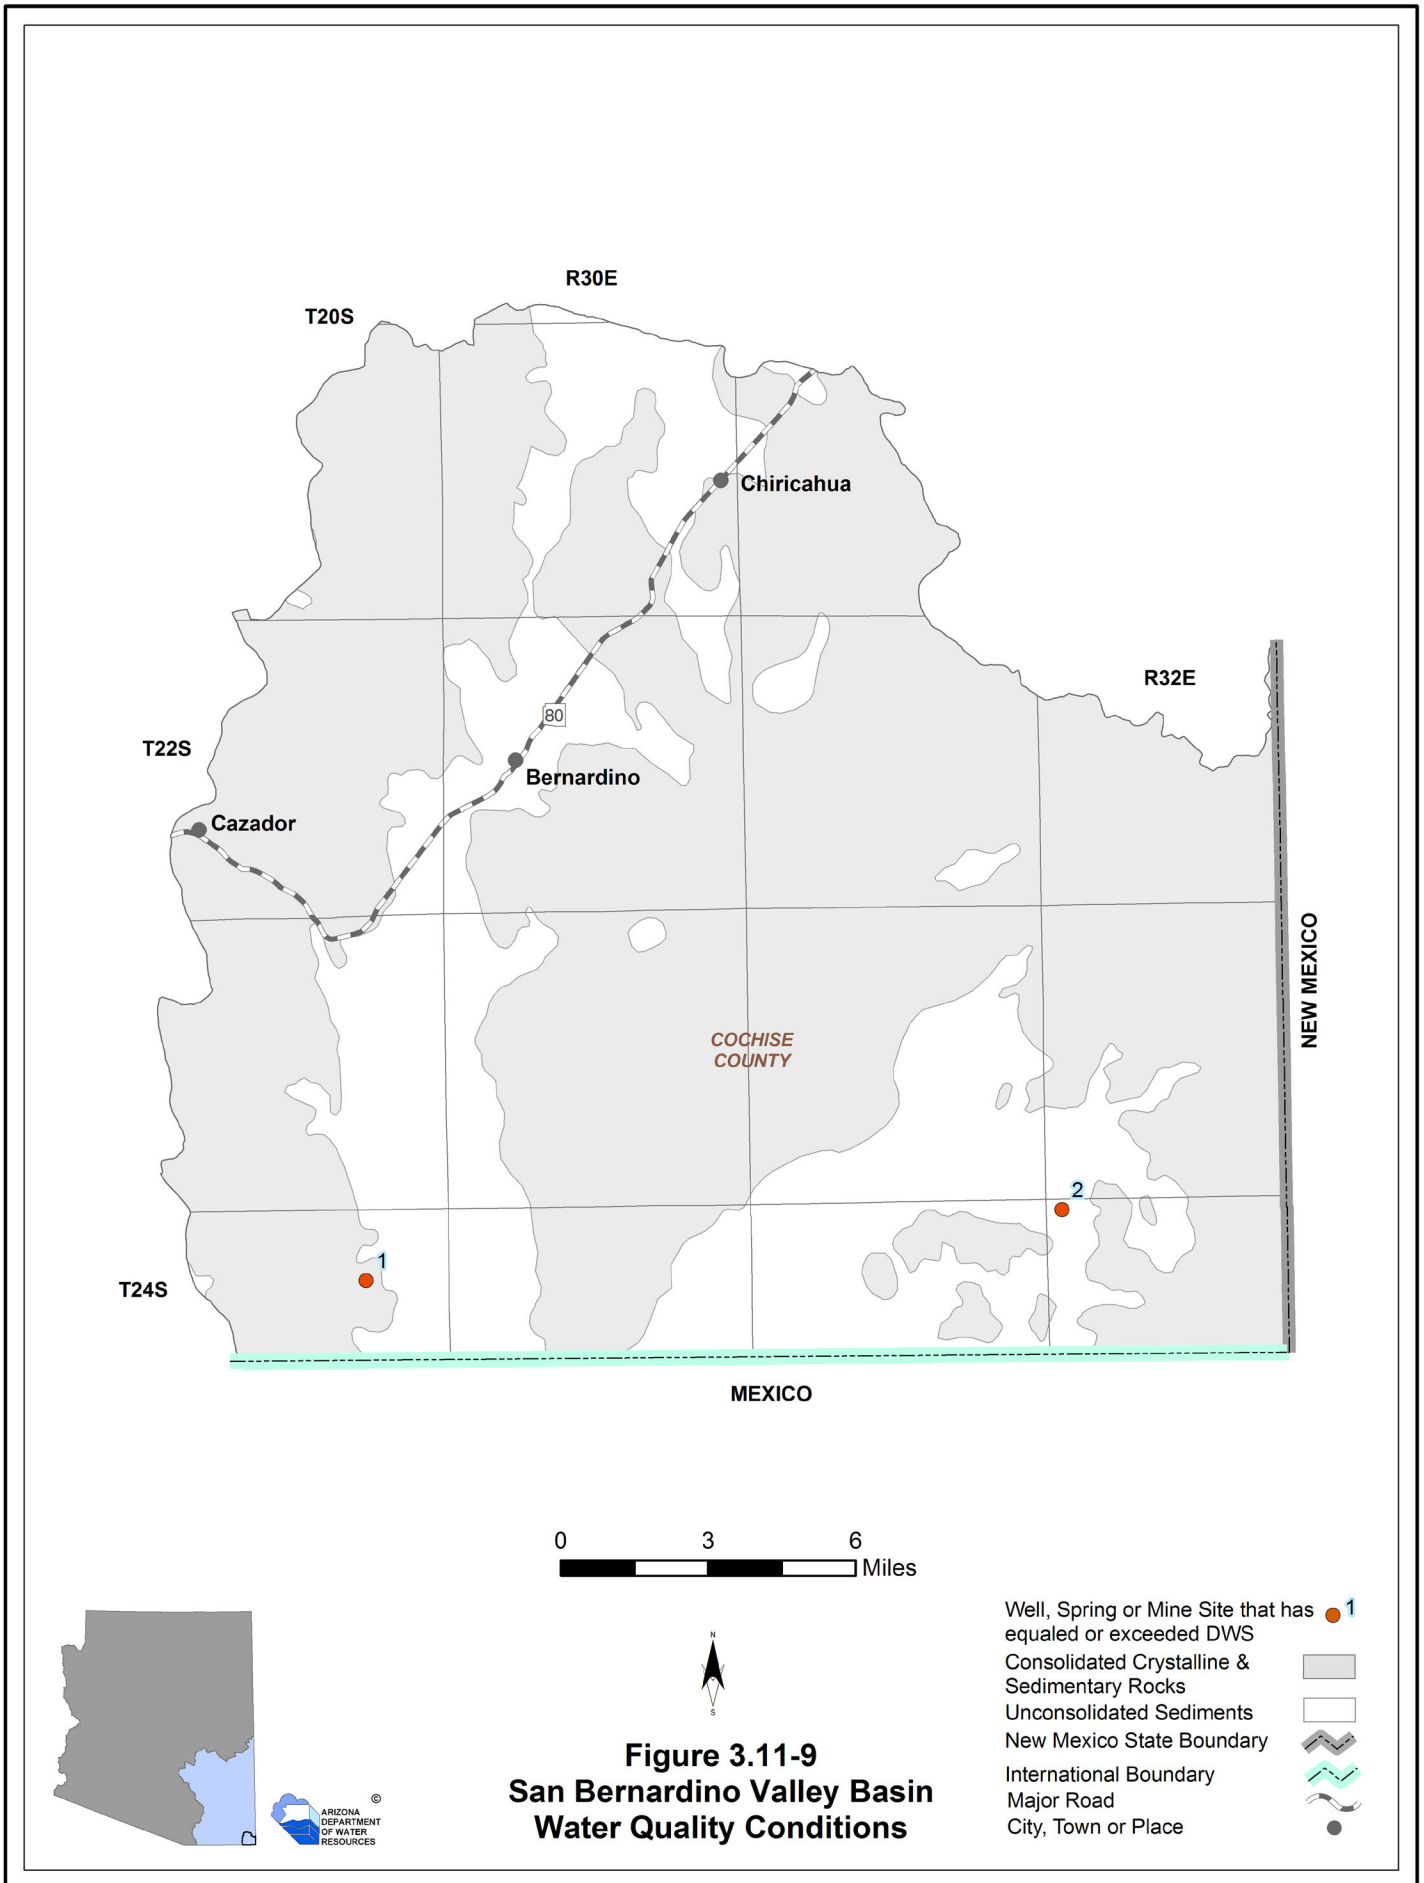 R30E
T20S
Chiricahua
R32E
80
T22S
Bernardino
Cazador
NEW MEXICO
COCHISE
COUNTY
2
1
T24S
MEXICO
0 3 6
Miles
Well, Spring or Mine Site that has
equaled or exceeded DWS
1
Consolidated Crystalline &
Sedimentary Rocks
Unconsolidated Sediments
New Mexico State Boundary
International Boundary
Major Road
City, Town or Place
N
S
Figure 3.11-9
San Bernardino Valley Basin
Water Quality Conditions
©
ARIZONA
DEPARTMENT
OF WATER
RESOURCES